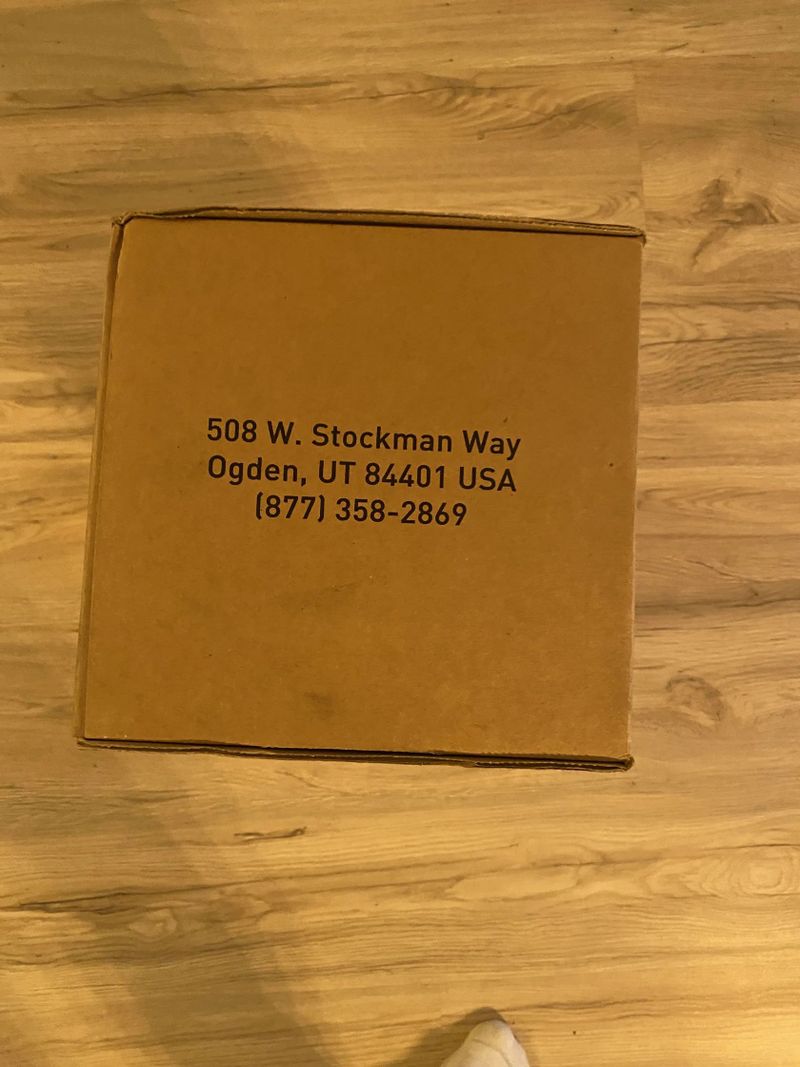 508 W. Stockman Way
Ogden, UT 84401 USA
(877) 358-2869